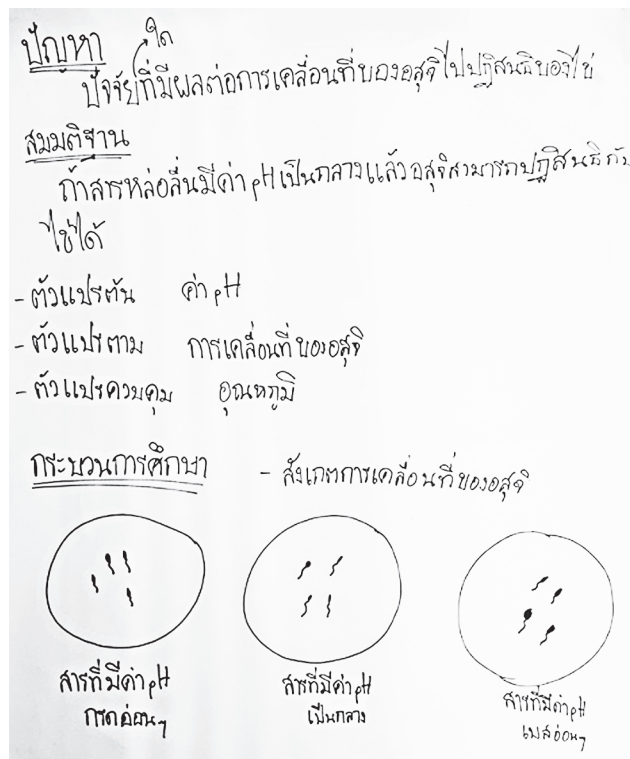 ปัญหา
ใด
ปัจจัยที่มีผลต่อการเคลื่อนที่ของอสุจิไปปฏิสนธิของไข่
สมมติฐาน
ถ้าสารหล่อลื่นมีค่า pH เป็นกลางแล้วอสุจิสามารถปฏิสนธิกับ
ไข่ได้
- ตัวแปรต้น ค่า pH
- ตัวแปรตาม การเคลื่อนที่ของอสุจิ
- ตัวแปรควบคุม อุณหภูมิ
กระบวนการศึกษา - สังเกตการเคลื่อนที่ของอสุจิ
สารที่มีค่า pH
กรดอ่อนๆ
สารที่มีค่า pH
เป็นกลาง
สารที่มีค่า pH
เบสอ่อนๆ